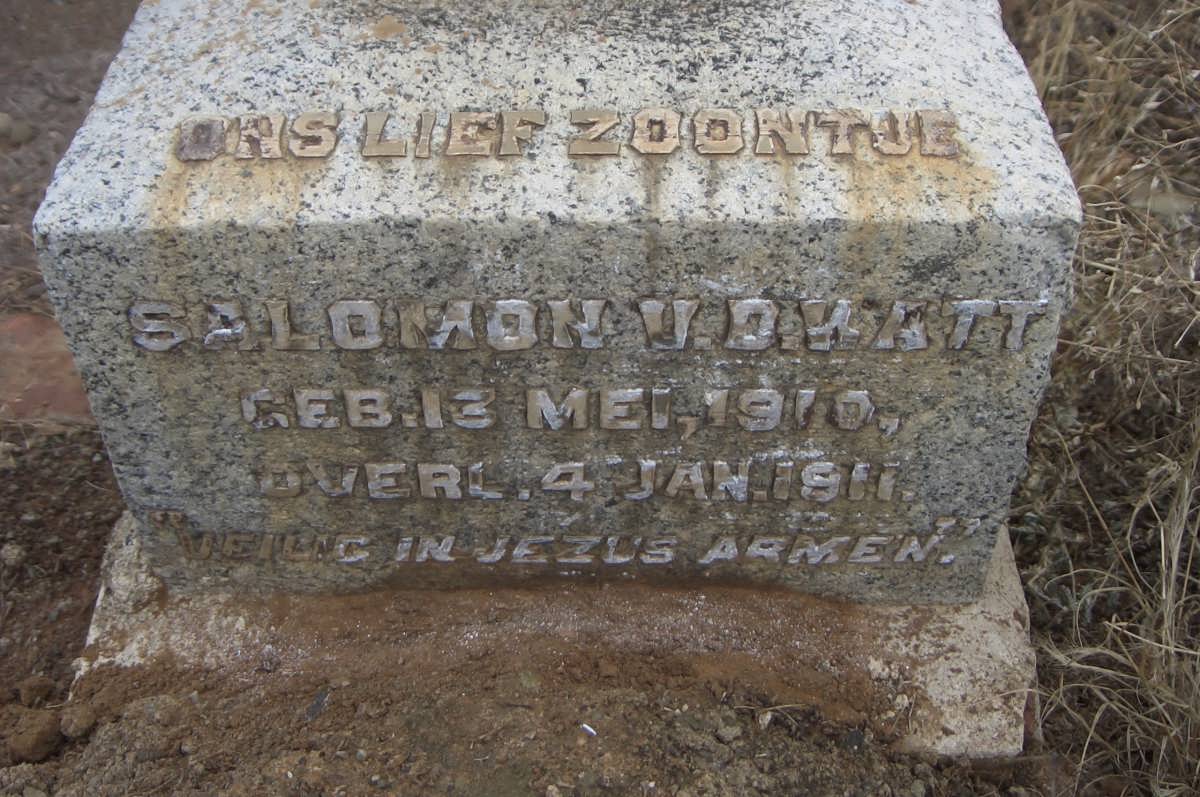 ONS LIEF ZOONTJE
SALOMON V.D.WATT
GEB. 13 MEI, 1910,
OVERL. 4 JAN. 1911.
"VEILIG IN JEZUS ARMEN".